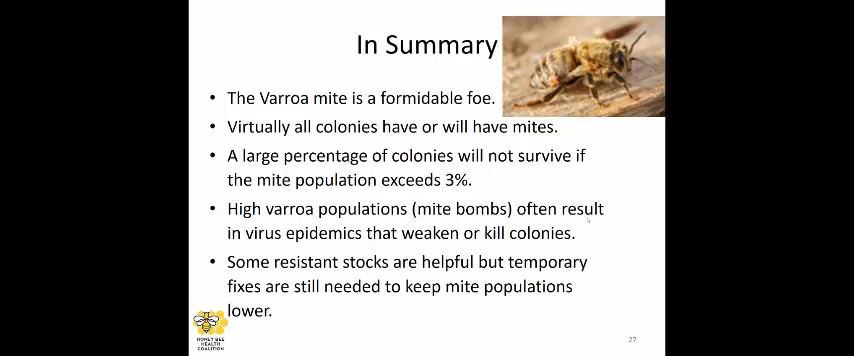 In Summary
• The Varroa mite is a formidable foe.
• Virtually all colonies have or will have mites.
• A large percentage of colonies will not survive if
the mite population exceeds 3%.
• High varroa populations (mite bombs) often result
in virus epidemics that weaken or kill colonies.
• Some resistant stocks are helpful but temporary
fixes are still needed to keep mite populations
lower.
HONEY BEE
HEALTH
COALITION
27